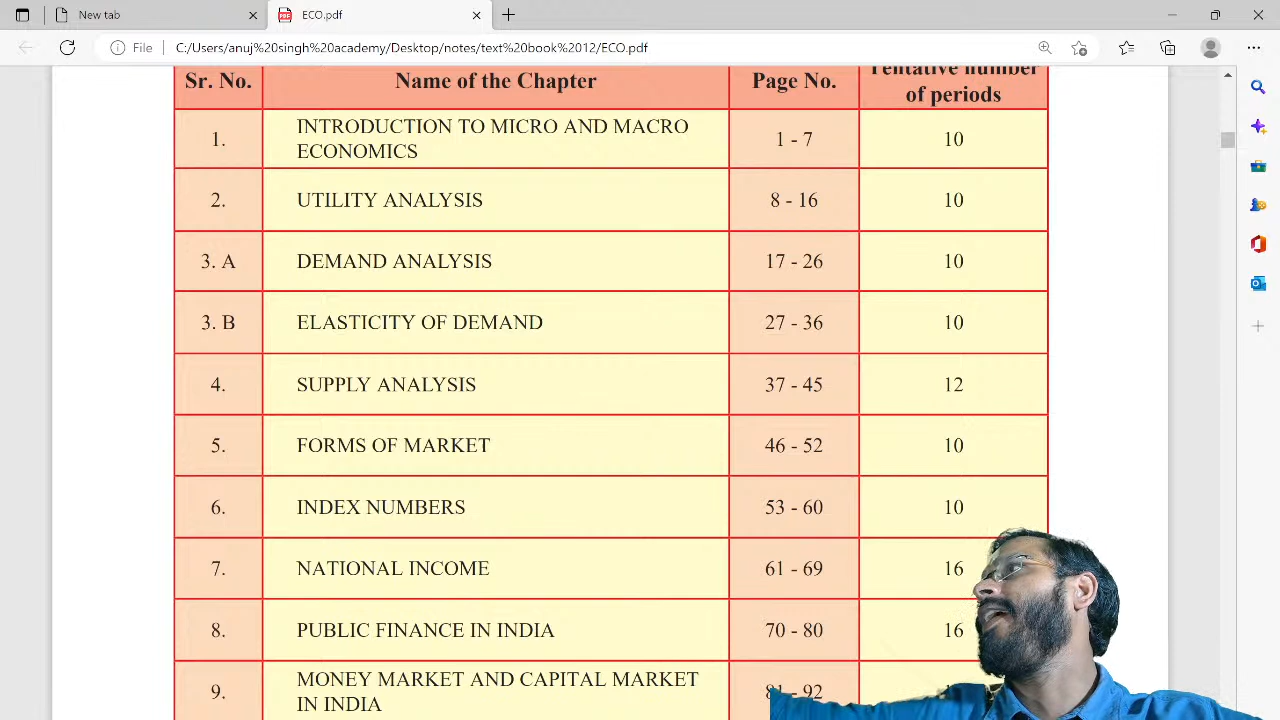 New tab
ECO.pdf
File
C:/Users/anuj%20singh%20academy/Desktop/notes/text%20book%2012/ECO.pdf
Sr. No. Name of the Chapter Page No. Tentative number
of periods
1. INTRODUCTION TO MICRO AND MACRO
ECONOMICS 1 - 7 10
2. UTILITY ANALYSIS 8 - 16 10
3. A DEMAND ANALYSIS 17 - 26 10
3. B ELASTICITY OF DEMAND 27 - 36 10
4. SUPPLY ANALYSIS 37 - 45 12
5. FORMS OF MARKET 46 - 52 10
6. INDEX NUMBERS 53 - 60 10
7. NATIONAL INCOME 61 - 69 16
8. PUBLIC FINANCE IN INDIA 70 - 80 16
9. MONEY MARKET AND CAPITAL MARKET
IN INDIA 81 - 92